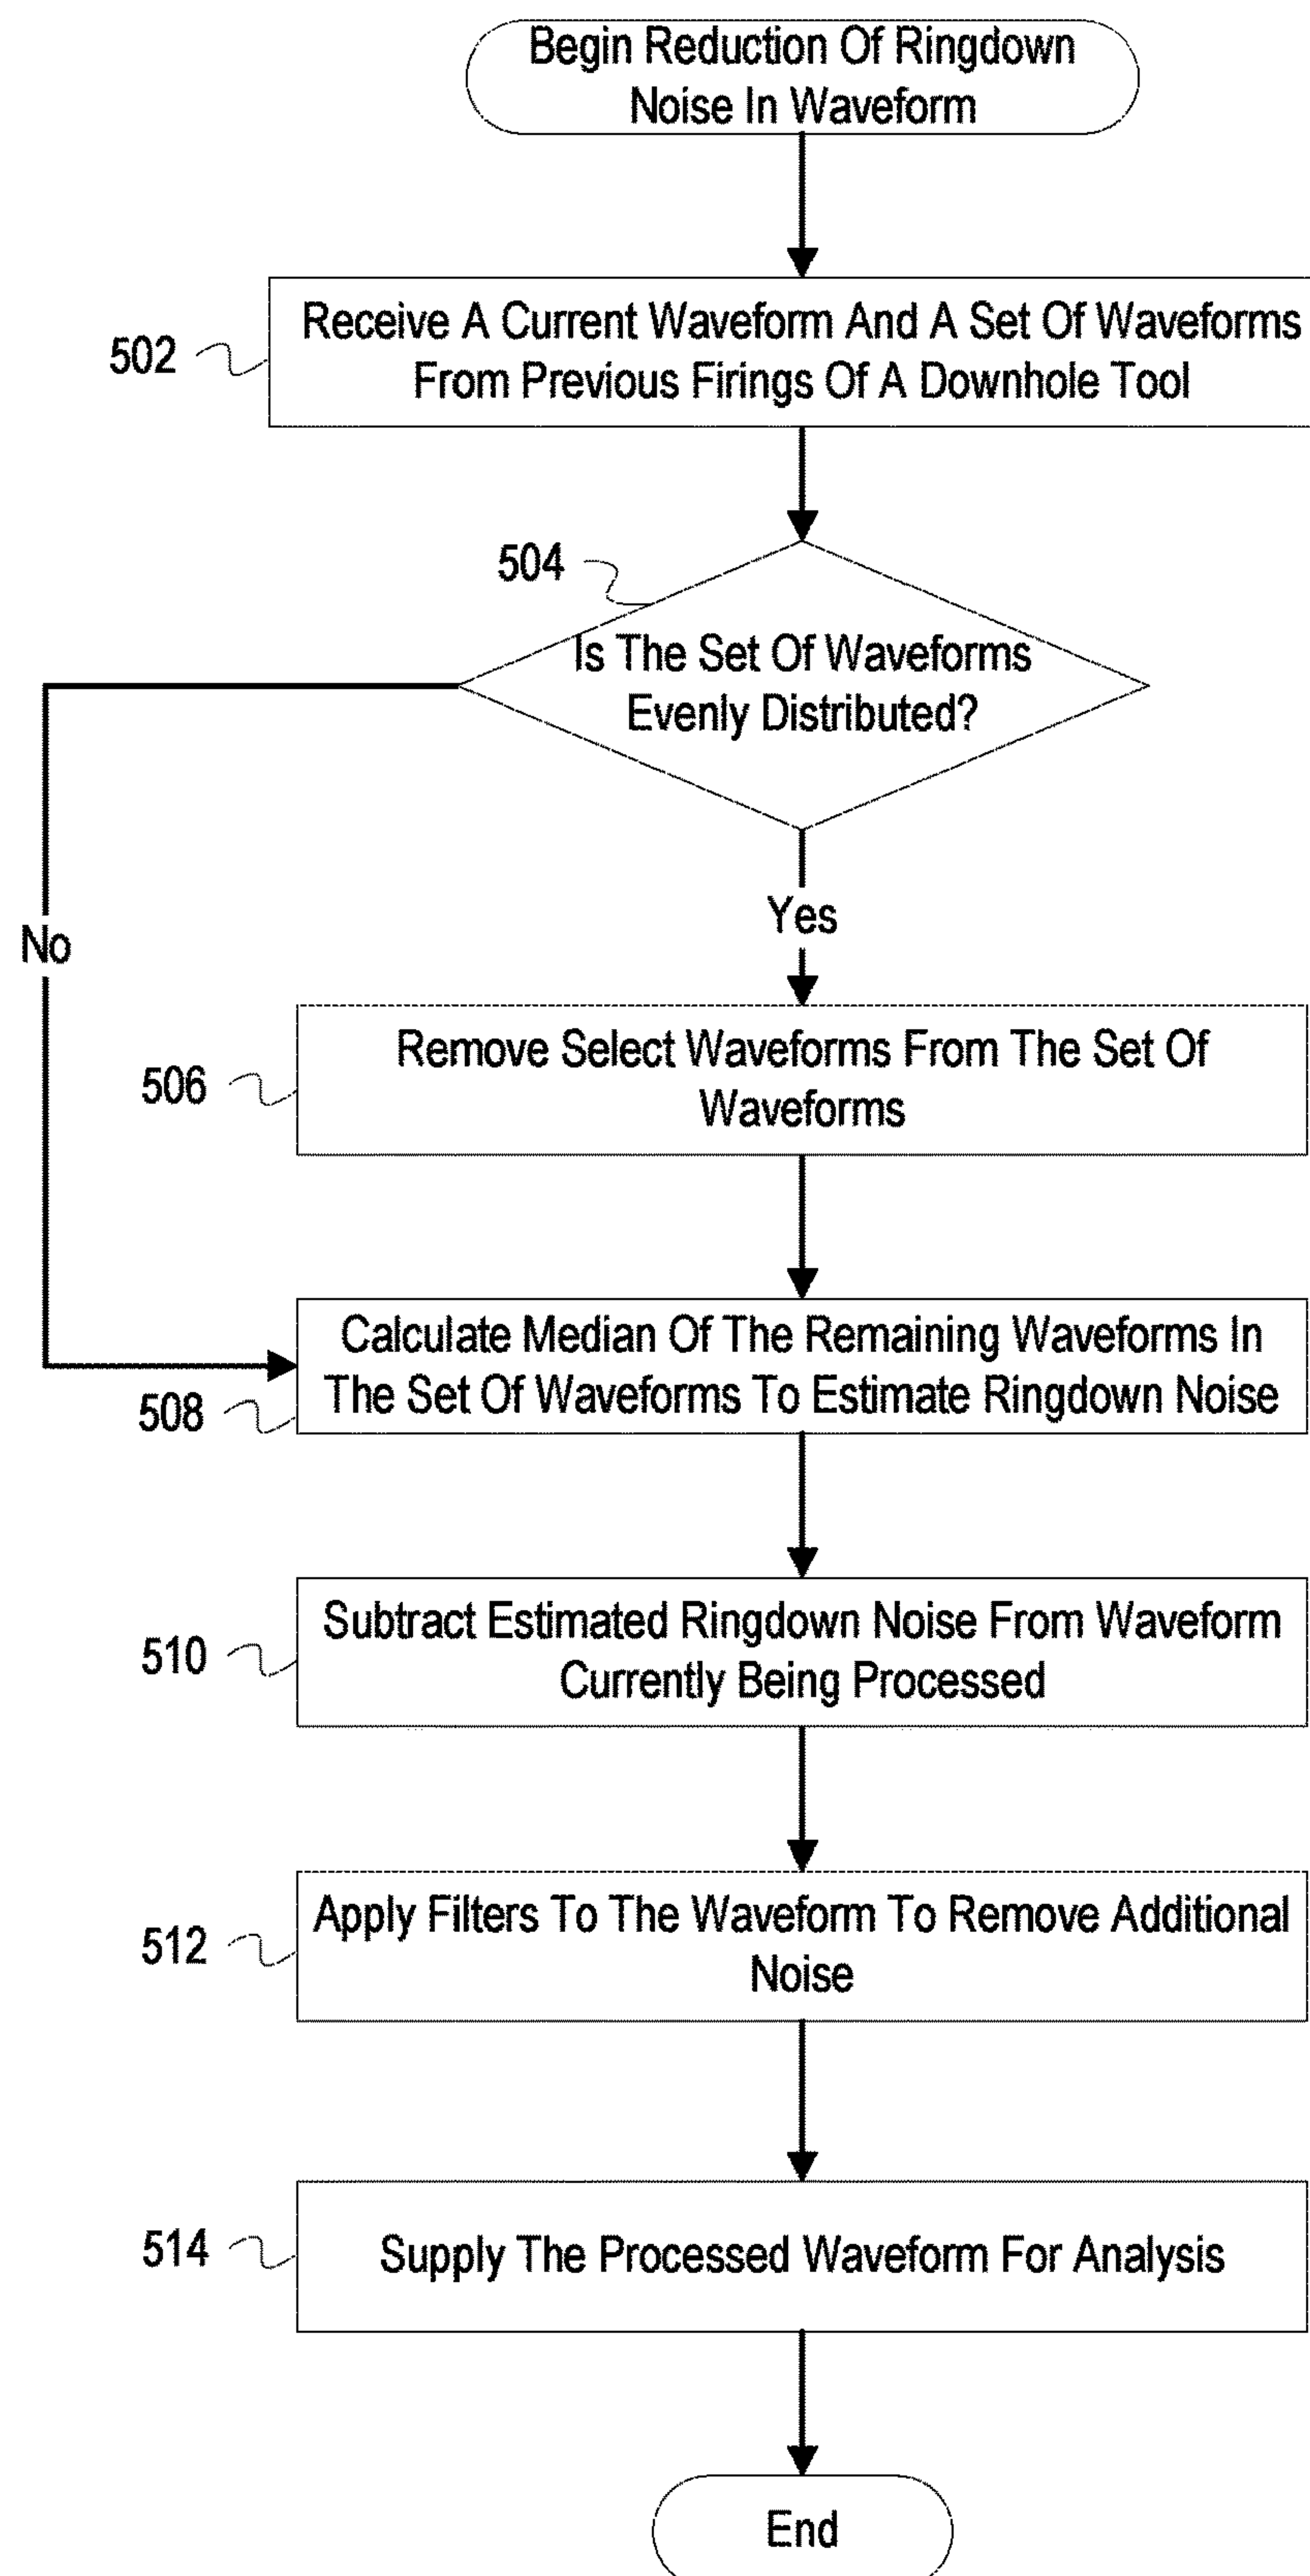 Begin Reduction Of Ringdown
Noise In Waveform
502
Receive A Current Waveform And A Set Of Waveforms
From Previous Firings Of A Downhole Tool
504
Is The Set Of Waveforms
Evenly Distributed?
Yes
No
506
Remove Select Waveforms From The Set Of
Waveforms
508
Calculate Median Of The Remaining Waveforms In
The Set Of Waveforms To Estimate Ringdown Noise
510
Subtract Estimated Ringdown Noise From Waveform
Currently Being Processed
512
Apply Filters To The Waveform To Remove Additional
Noise
514
Supply The Processed Waveform For Analysis
End